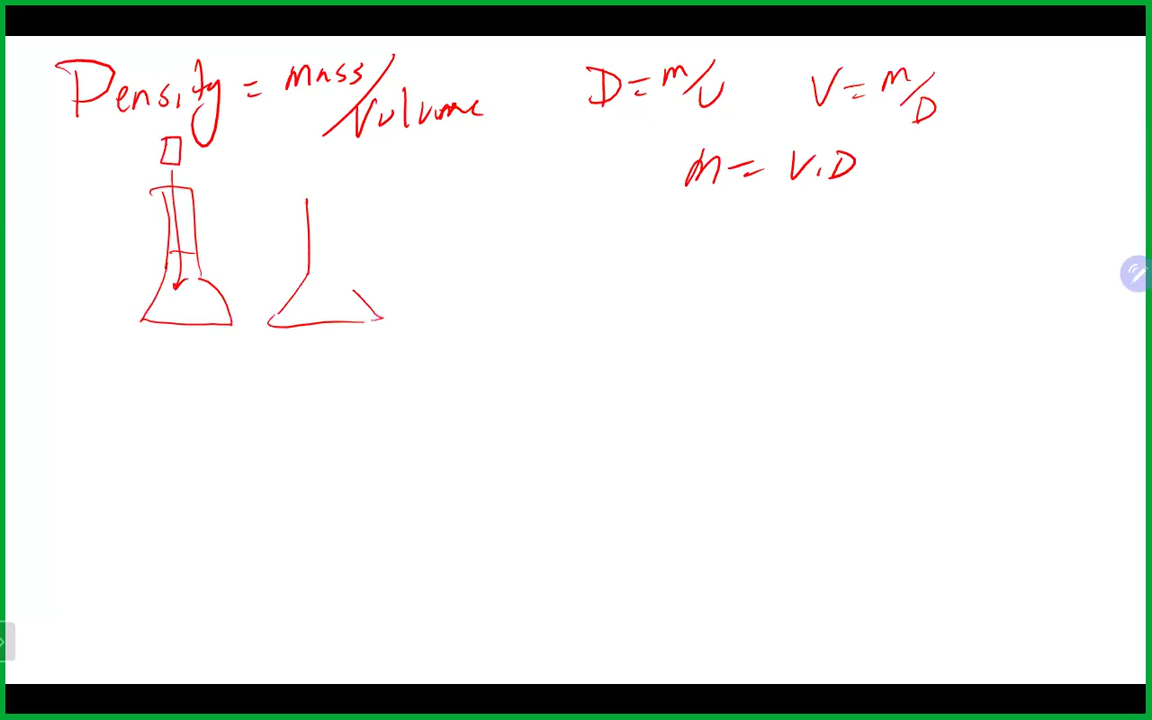 Density = mass/volume
D = m/V V = m/D
m = V.D